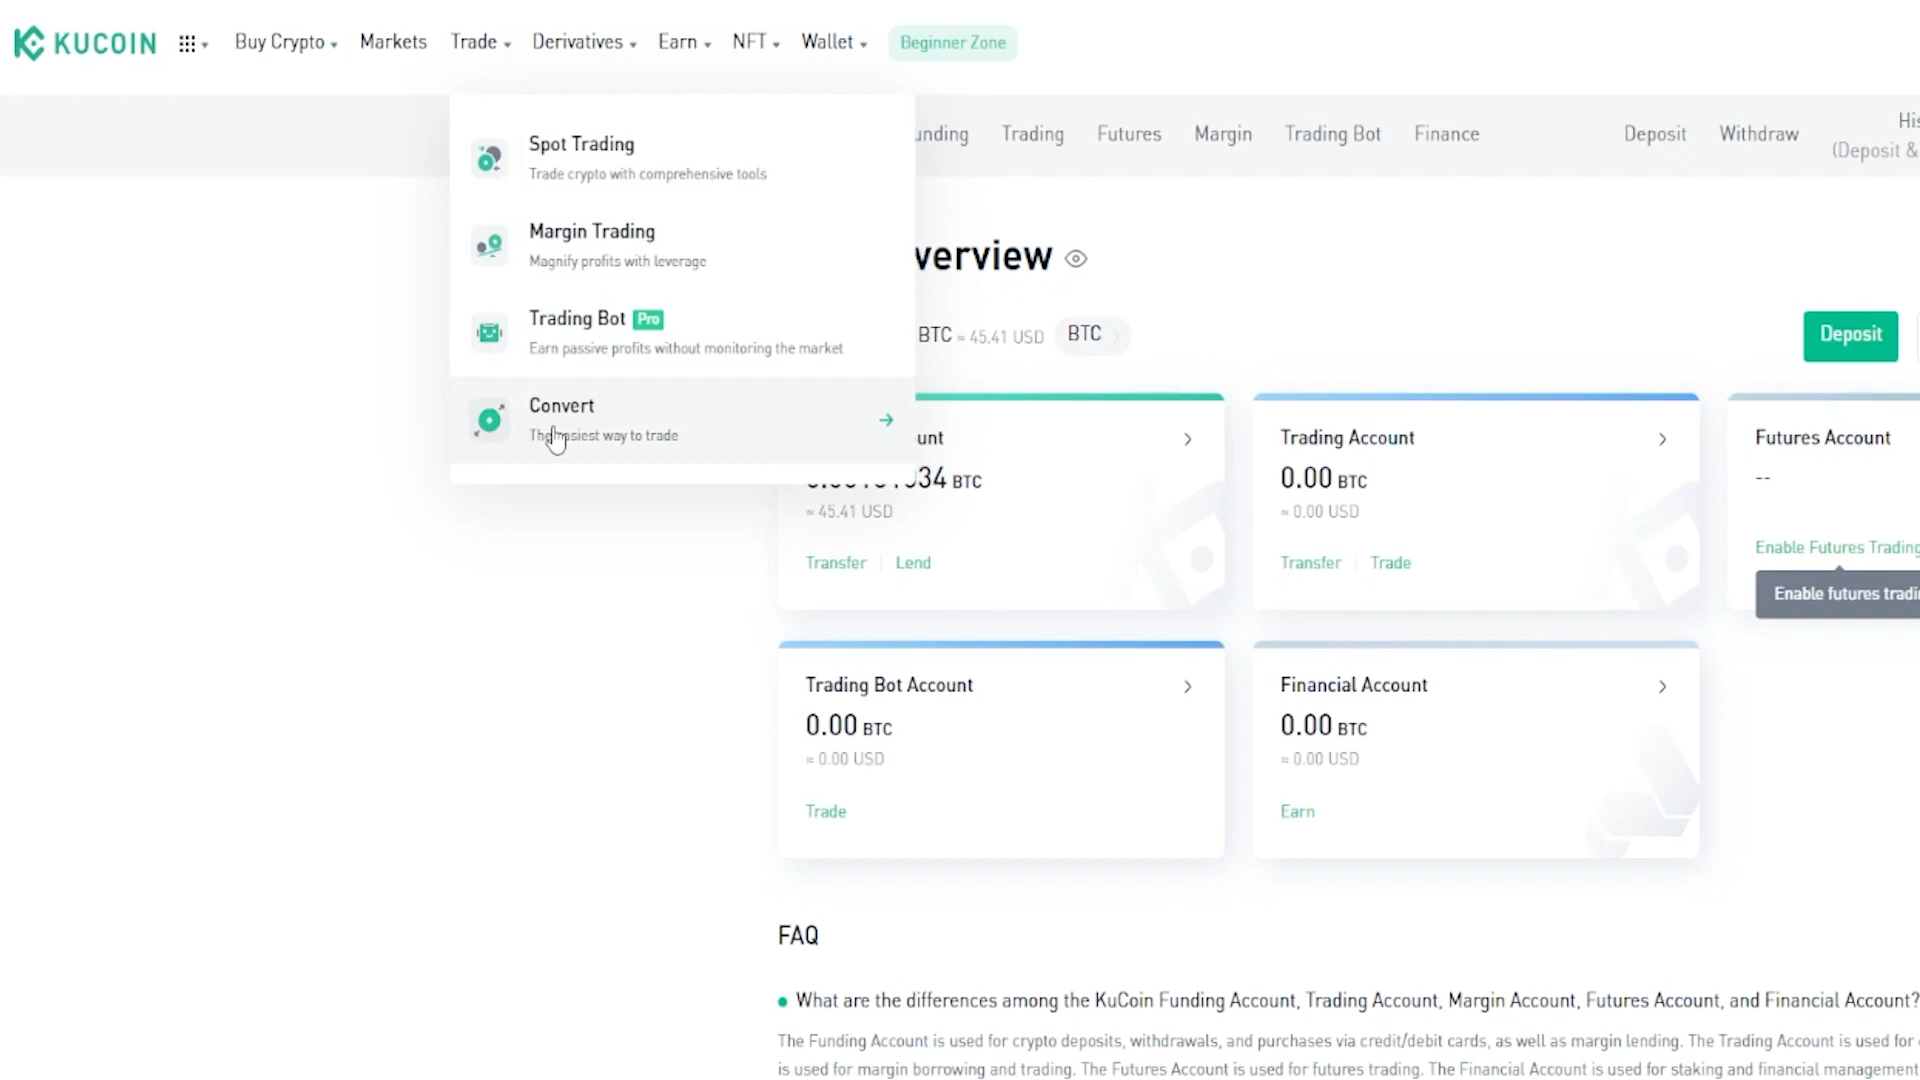 KUCOIN Buy Crypto Markets Trade Derivatives Earn NFT Wallet Beginner Zone
Spot Trading
Trade crypto with comprehensive tools
Margin Trading
Magnify profits with leverage
Trading Bot Pro
Earn passive profits without monitoring the market
Convert
way to trade
Trading Futures Margin Trading Bot Finance Deposit Withdraw
(Deposit &
verview
BTC ≈ 45.41 USD BTC
Deposit
unt
BTC
≈ 45.41 USD
Transfer Lend
Trading Account
0.00 BTC
≈ 0.00 USD
Transfer Trade
Futures Account
--
Enable Futures Trading
Enable futures tradi
Trading Bot Account
0.00 BTC
≈ 0.00 USD
Trade
Financial Account
0.00 BTC
≈ 0.00 USD
Earn
FAQ
What are the differences among the KuCoin Funding Account, Trading Account, Margin Account, Futures Account, and Financial Account?
The Funding Account is used for crypto deposits, withdrawals, and purchases via credit/debit cards, as well as margin lending. The Trading Account is used for
is used for margin borrowing and trading. The Futures Account is used for futures trading. The Financial Account is used for staking and financial management